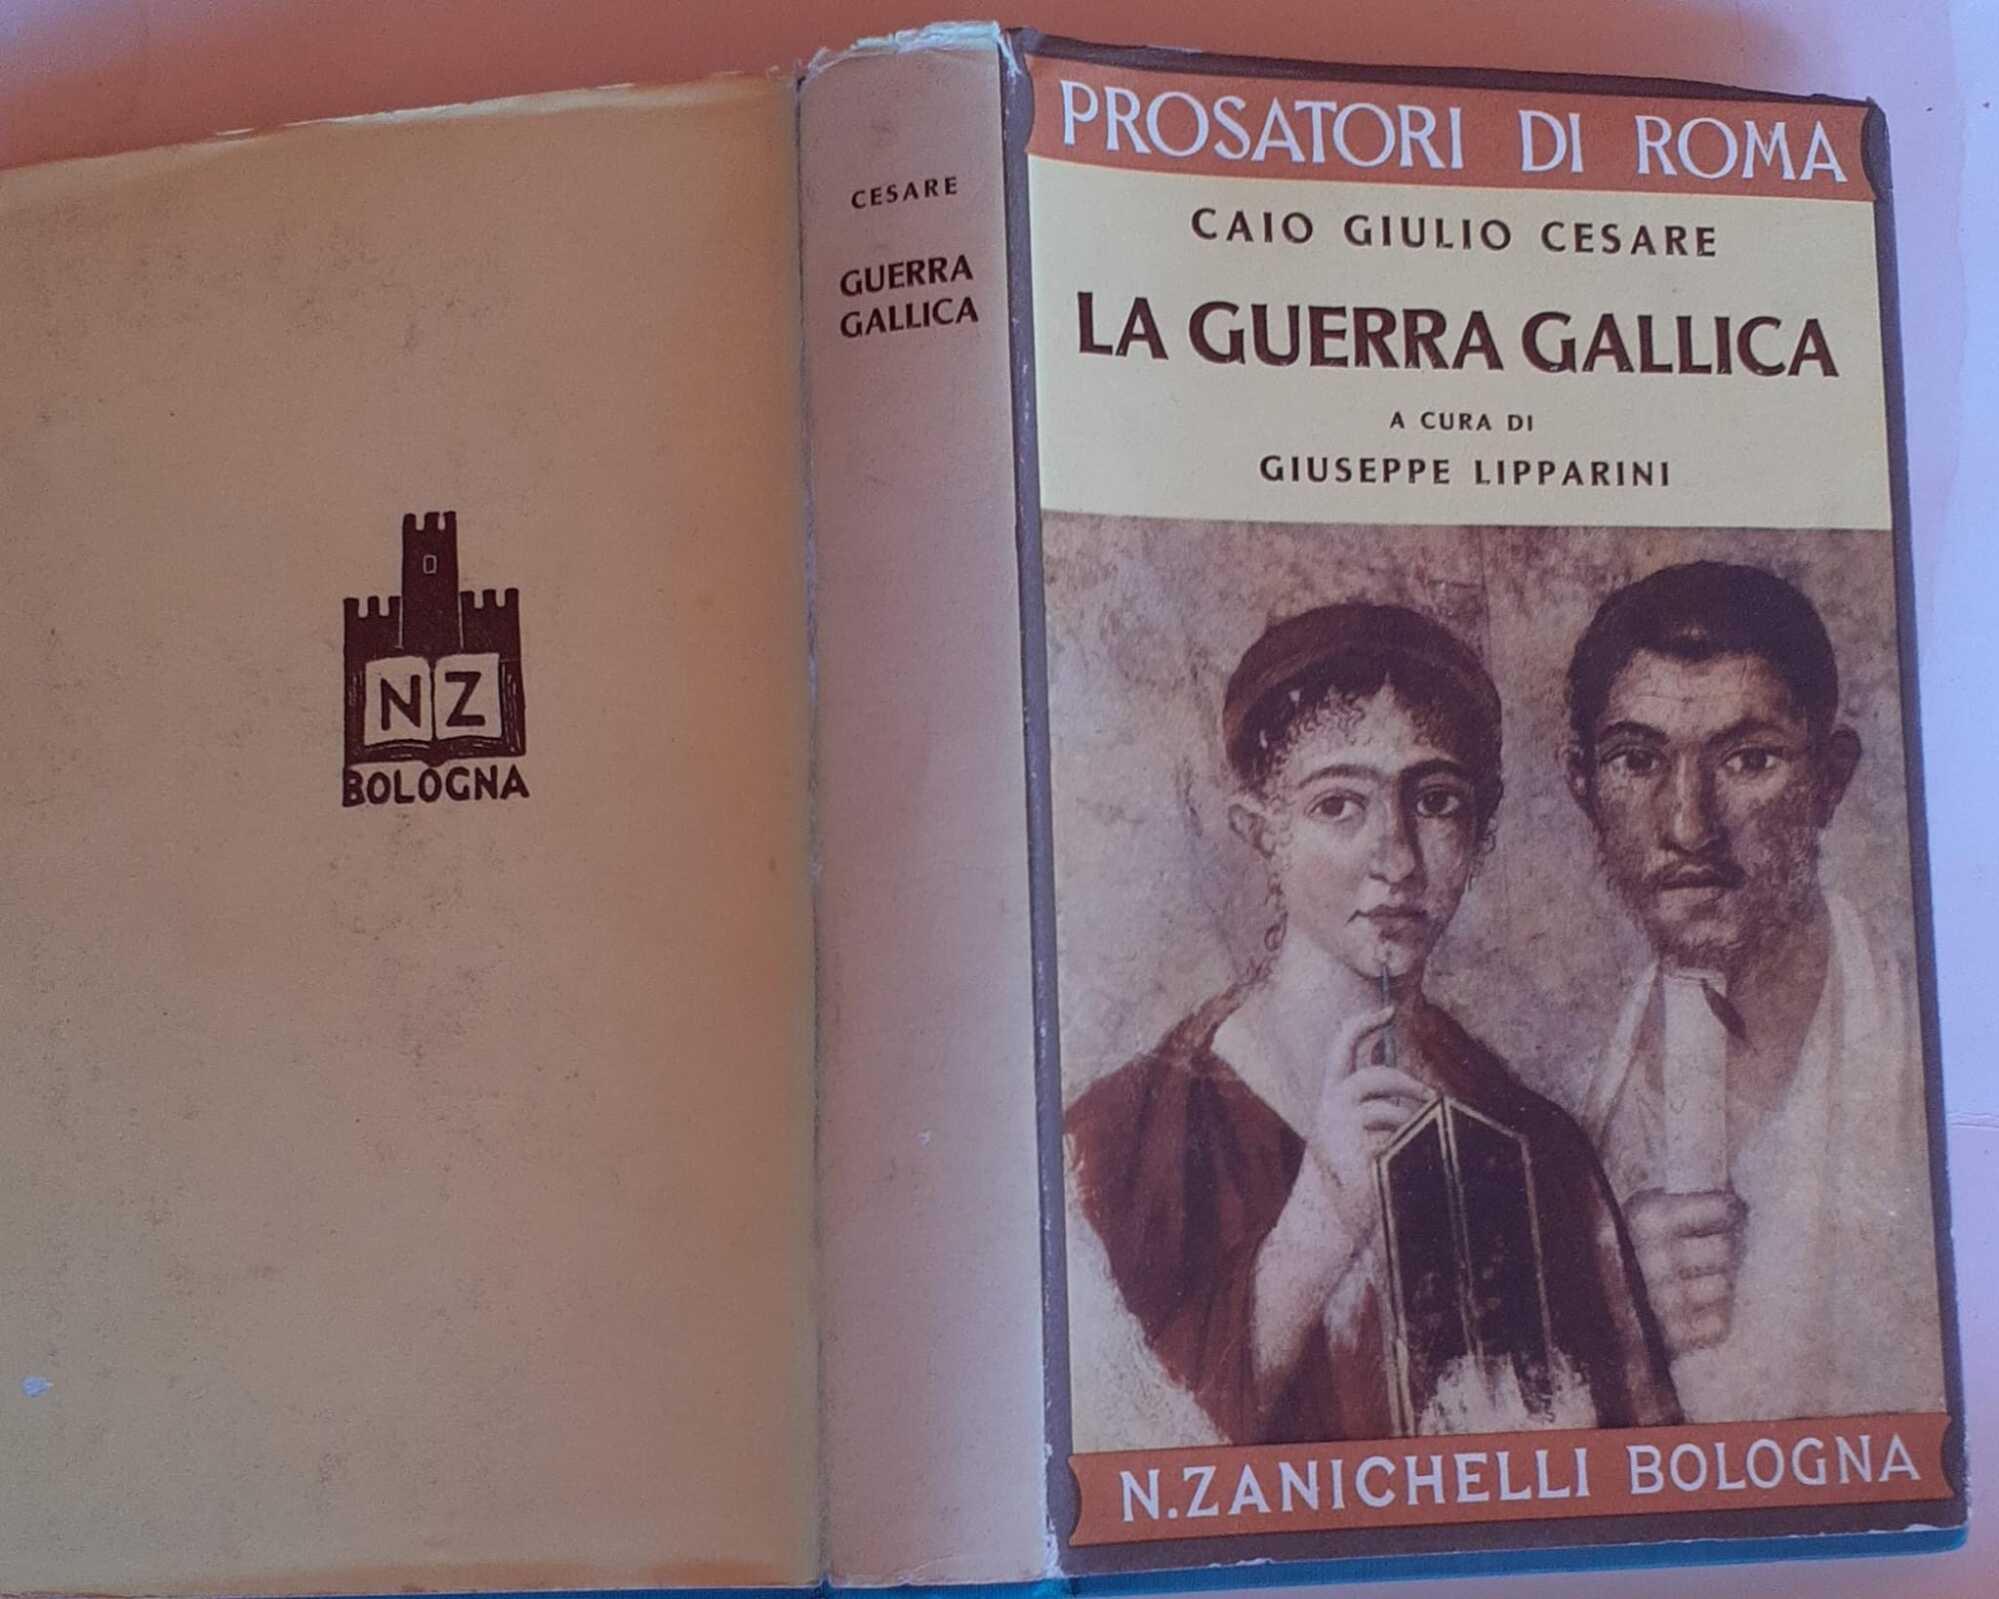 NZ
BOLOGNA
CESARE
GUERRA
GALLICA
PROSATORI DI ROMA
CAIO GIULIO CESARE
LA GUERRA GALLICA
A CURA DI
GIUSEPPE LIPPARINI
N.ZANICHELLI BOLOGNA